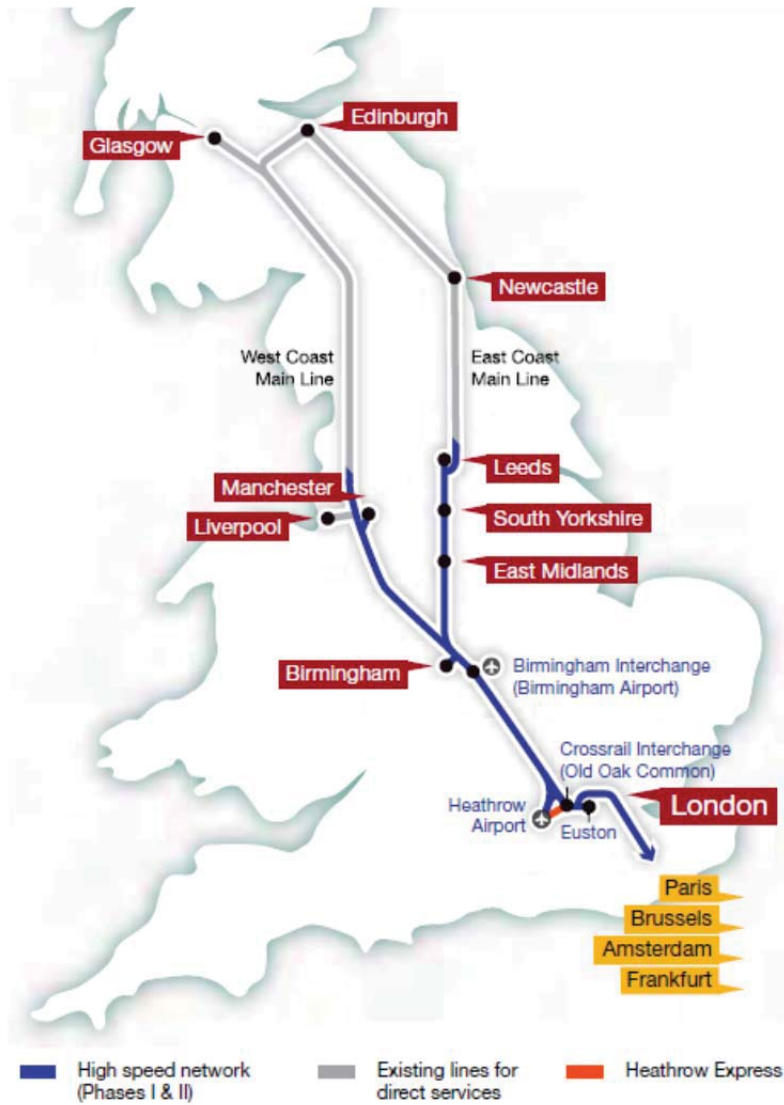 Edinburgh
Glasgow
Newcastle
West Coast
Main Line
East Coast
Main Line
Leeds
Manchester
Liverpool
South Yorkshire
East Midlands
Birmingham
Birmingham Interchange
(Birmingham Airport)
Crossrail Interchange
(Old Oak Common)
London
Heathrow
Airport
Euston
Paris
Brussels
Amsterdam
Frankfurt
High speed network
(Phases I & II)
Existing lines for
direct services
Heathrow Express